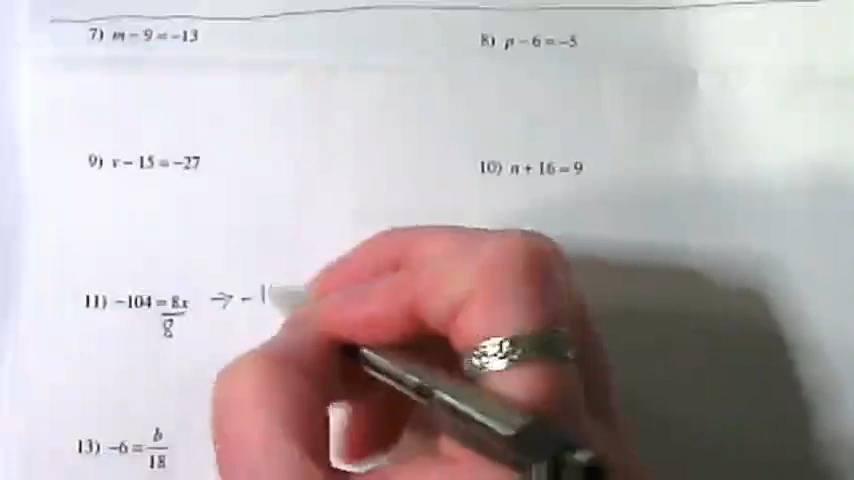 7) m - 9 = -13
8) p - 6 = -5
9) r - 15 = -27
10) n + 16 = 9
11) -104 = 8x → - 1
8
13) -6 = b
18